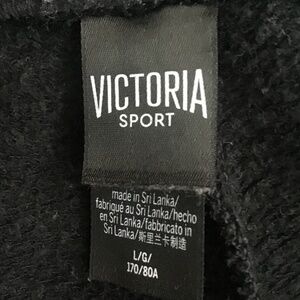 VICTORIA
SPORT
made in Sri Lanka/
fabriqué au Sri Lanka/hecho
en Sri Lanka/fabbricato in
Sri Lanka/斯里兰卡制造
L/G/
170/80A